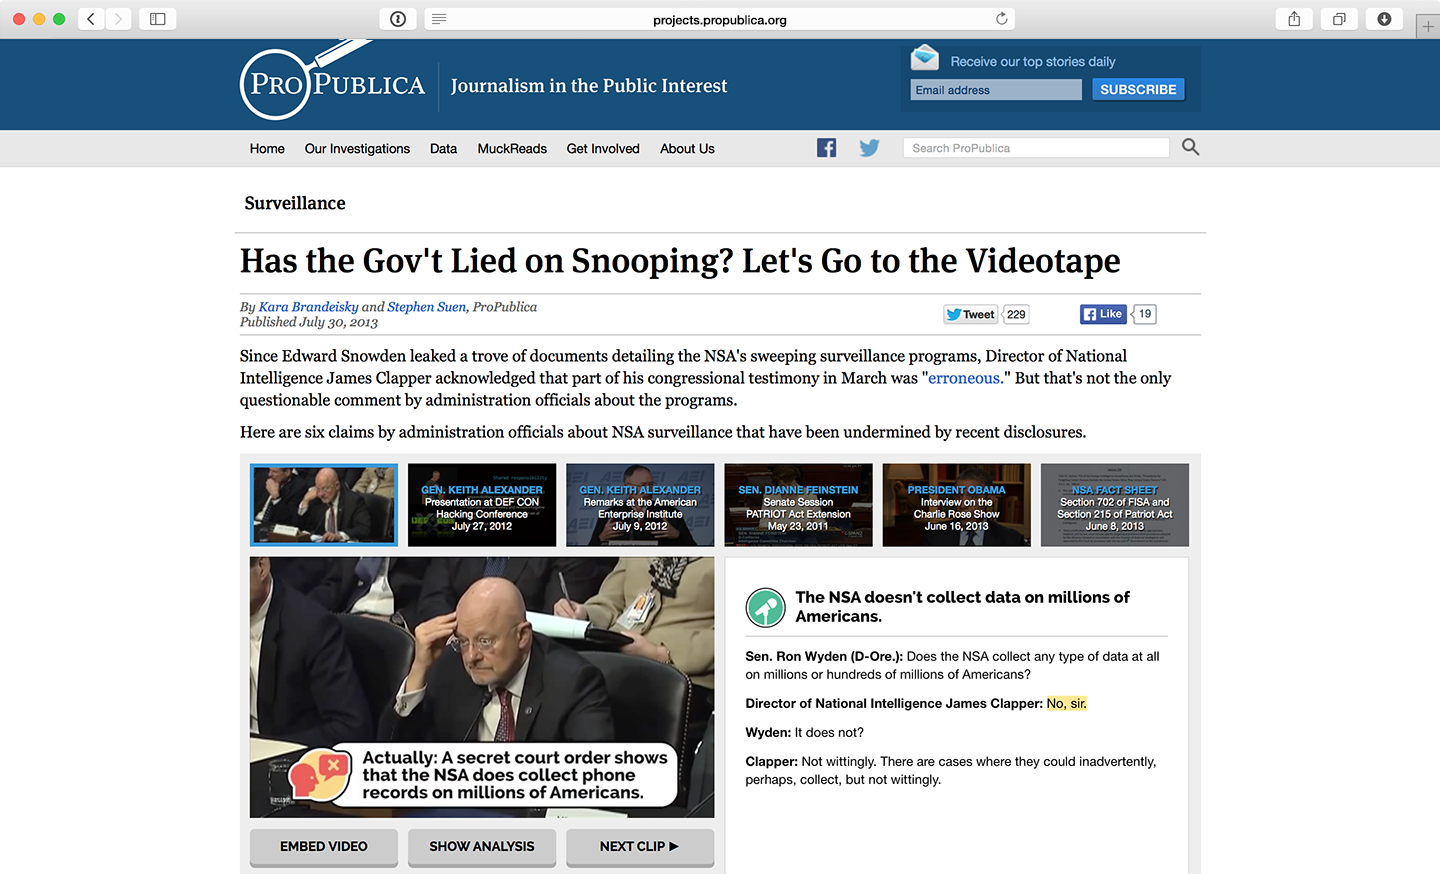 projects.propublica.org
PROPUBLICA
Journalism in the Public Interest
Receive our top stories daily
Email address
SUBSCRIBE
Home
Our Investigations
Data
MuckReads
Get Involved
About Us
Search ProPublica
Surveillance
Has the Gov't Lied on Snooping? Let's Go to the Videotape
By Kara Brandeisky and Stephen Suen, ProPublica
Published July 30, 2013
Tweet
229
Like
19
Since Edward Snowden leaked a trove of documents detailing the NSA's sweeping surveillance programs, Director of National
Intelligence James Clapper acknowledged that part of his congressional testimony in March was "erroneous." But that's not the only
questionable comment by administration officials about the programs.
Here are six claims by administration officials about NSA surveillance that have been undermined by recent disclosures.
GEN. KEITH ALEXANDER
Presentation at DEF CON
Hacking Conference
July 27, 2012
GEN. KEITH ALEXANDER
Remarks at the American
Enterprise Institute
July 9, 2012
SEN. DIANNE FEINSTEIN
Senate Session
PATRIOT Act Extension
May 23, 2011
PRESIDENT OBAMA
Interview on the
Charlie Rose Show
June 16, 2013
NSA FACT SHEET
Section 702 of FISA and
Section 215 of Patriot Act
June 8, 2013
Actually: A secret court order shows
that the NSA does collect phone
records on millions of Americans.
EMBED VIDEO
SHOW ANALYSIS
NEXT CLIP ▶
The NSA doesn't collect data on millions of
Americans.
Sen. Ron Wyden (D-Ore.): Does the NSA collect any type of data at all
on millions or hundreds of millions of Americans?
Director of National Intelligence James Clapper: No, sir.
Wyden: It does not?
Clapper: Not wittingly. There are cases where they could inadvertently,
perhaps, collect, but not wittingly.